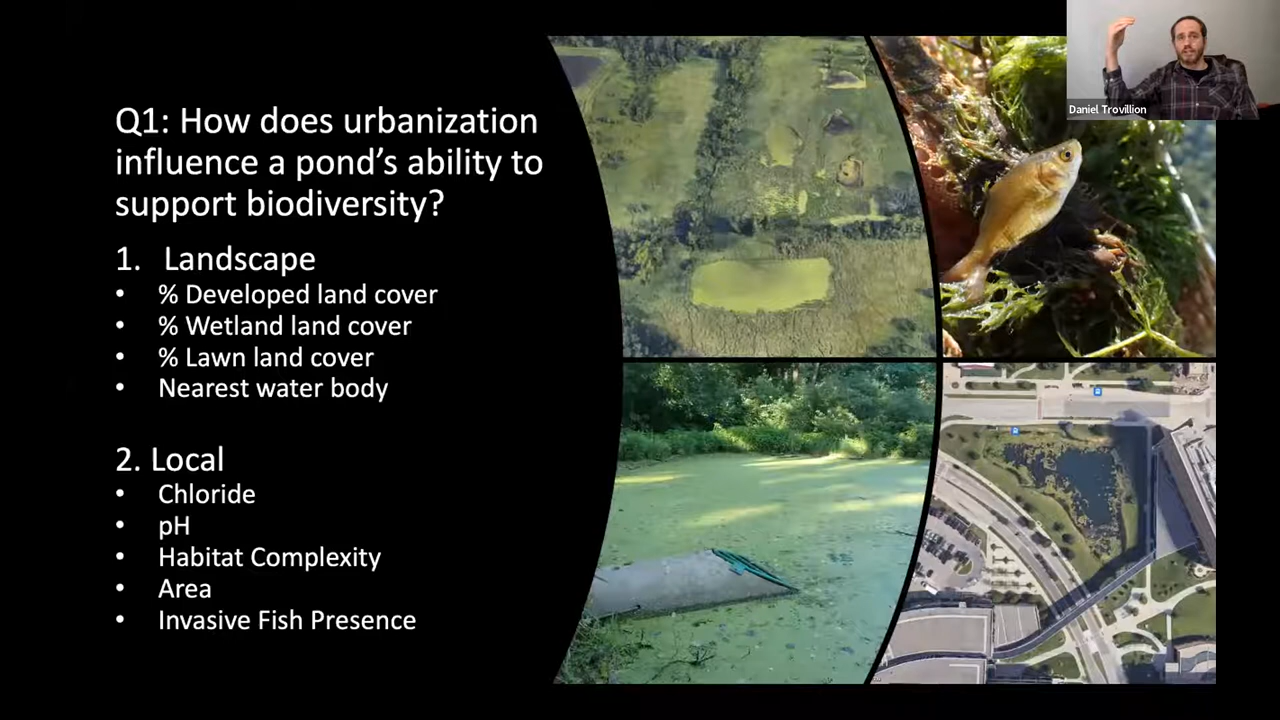 Q1: How does urbanization
influence a pond's ability to
support biodiversity?
1. Landscape
• % Developed land cover
• % Wetland land cover
• % Lawn land cover
• Nearest water body
2. Local
• Chloride
• pH
• Habitat Complexity
• Area
• Invasive Fish Presence
Daniel Trovillion